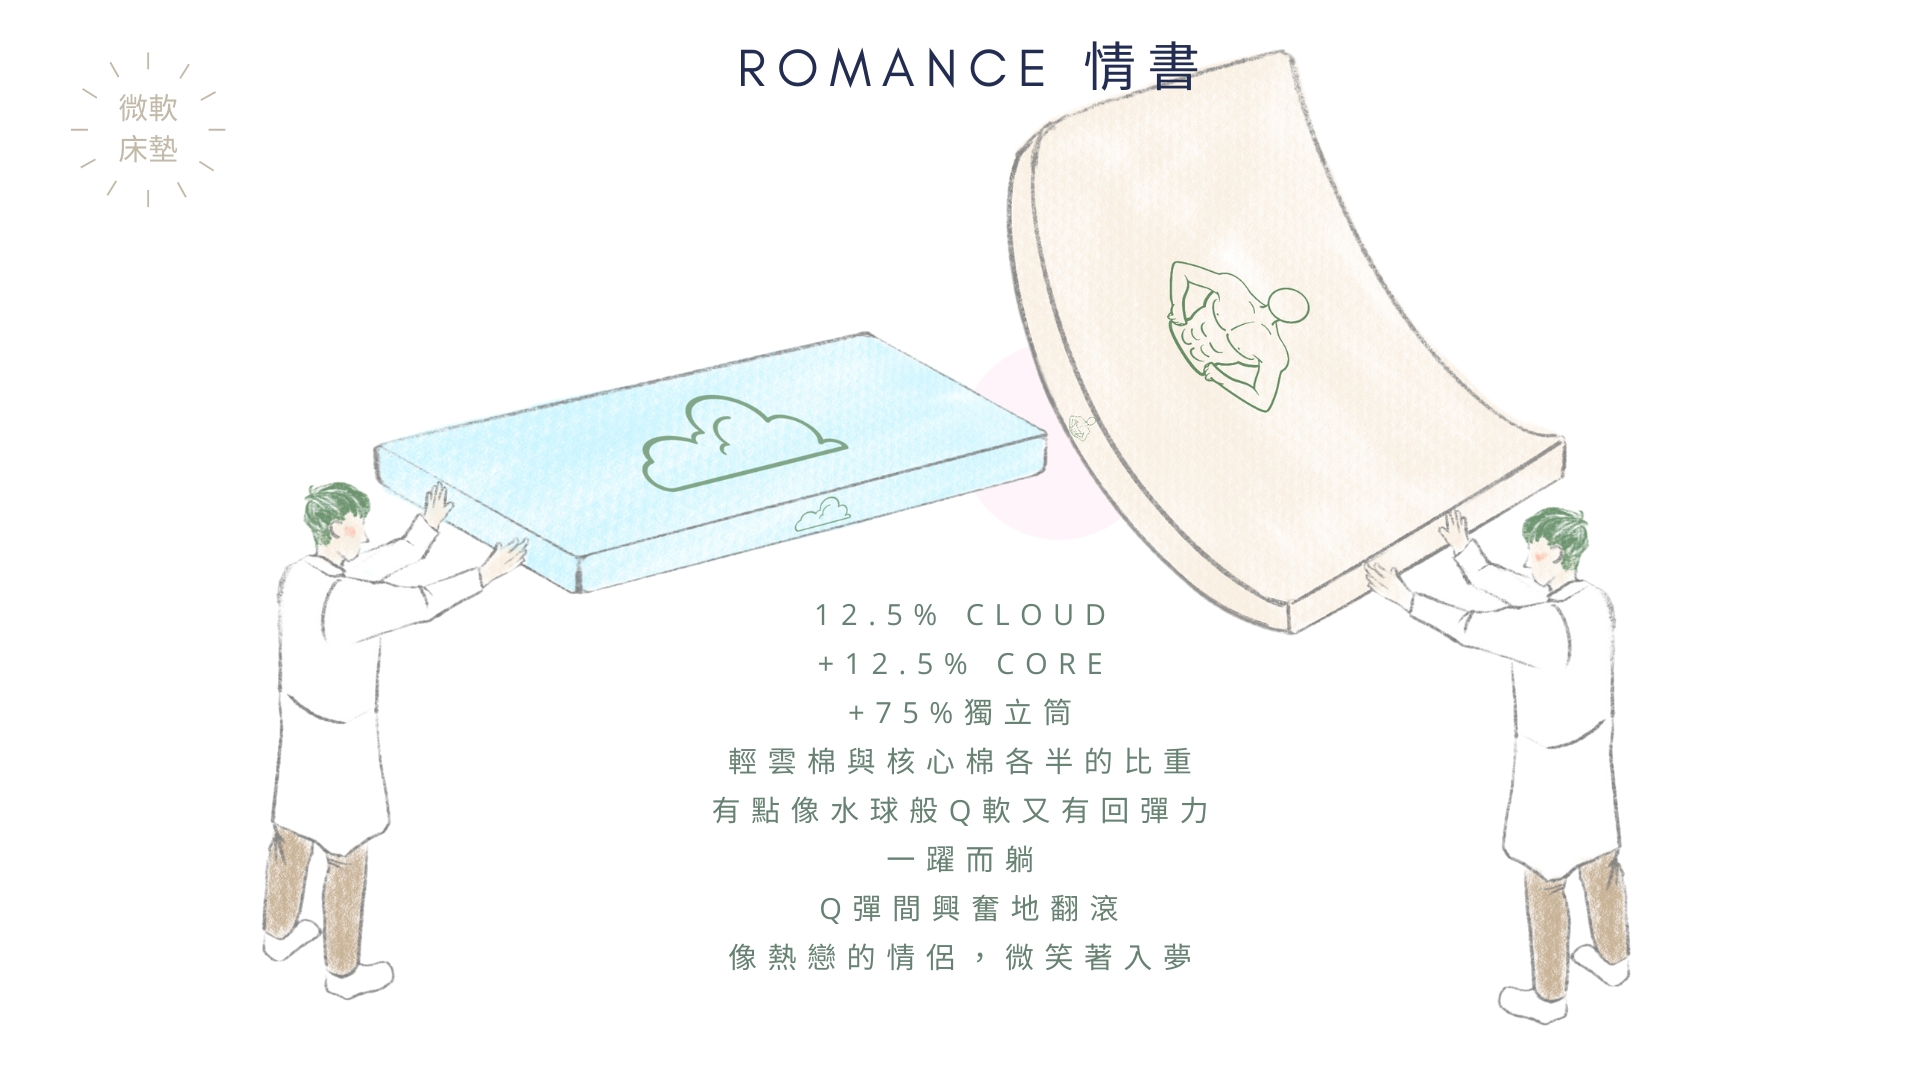 ROMANCE 情書
微軟
床墊
12.5% CLOUD
+12.5% CORE
+75%獨立筒
輕雲棉與核心棉各半的比重
有點像水球般Q軟又有回彈力
一躍而躺
Q彈間興奮地翻滾
像熱戀的情侶，微笑著入夢